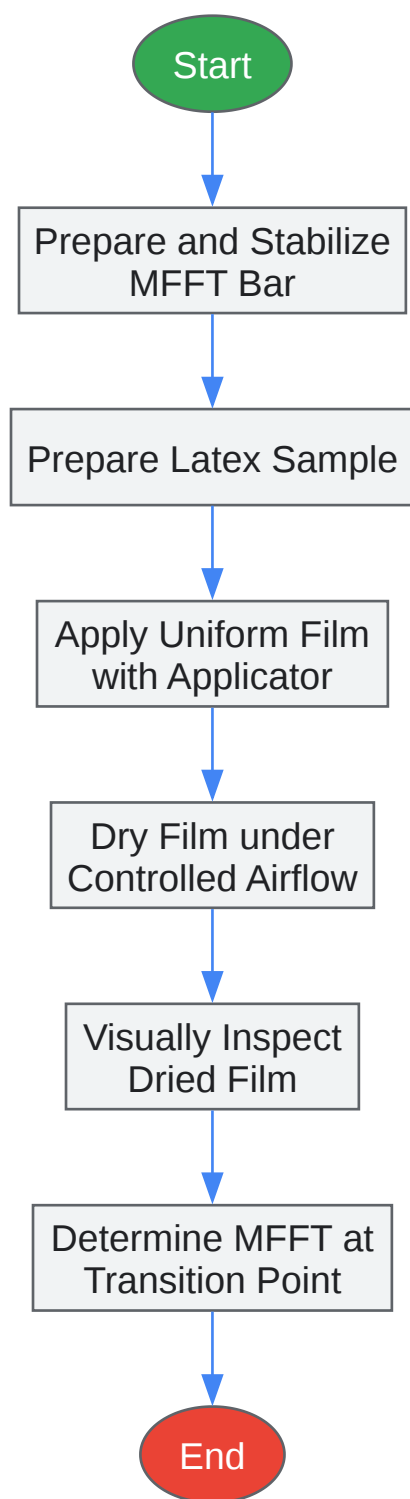 Start
Prepare and Stabilize
MFFT Bar
Prepare Latex Sample
Apply Uniform Film
with Applicator
Dry Film under
Controlled Airflow
Visually Inspect
Dried Film
Determine MFFT at
Transition Point
End